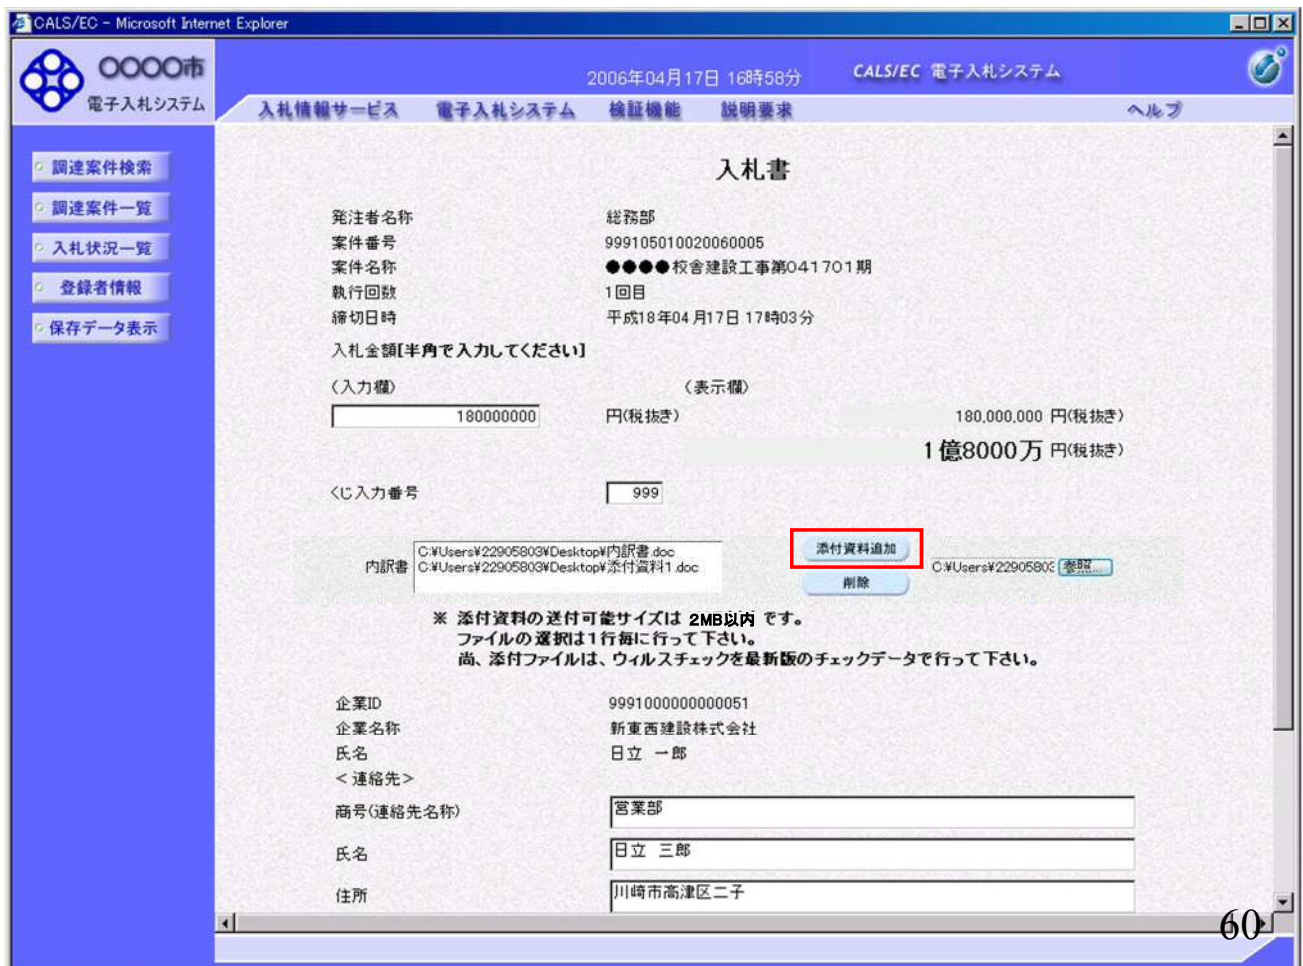 CALS/EC - Microsoft Internet Explorer
〇〇〇〇市
電子入札システム
2006年04月17日 16時58分
CALS/EC 電子入札システム
入札情報サービス 電子入札システム 検証機能 説明要求 ヘルプ
調達案件検索
調達案件一覧
入札状況一覧
登録者情報
保存データ表示
入札書
発注者名称 総務部
案件番号 999105010020060005
案件名称 ●●●●校舎建設工事第041701期
執行回数 1回目
締切日時 平成18年04月17日 17時03分
入札金額[半角で入力してください]
〈入力欄〉 〈表示欄〉
180000000 円(税抜き) 180,000,000 円(税抜き)
1億8000万 円(税抜き)
くじ入力番号 999
内訳書
C:¥Users¥22905803¥Desktop¥内訳書.doc
C:¥Users¥22905803¥Desktop¥添付資料1.doc
添付資料追加
削除
C:¥Users¥2290580 参照...
※ 添付資料の送付可能サイズは 2MB以内 です。
ファイルの選択は1行毎に行って下さい。
尚、添付ファイルは、ウィルスチェックを最新版のチェックデータで行って下さい。
企業ID 9991000000000051
企業名称 新東西建設株式会社
氏名 日立 一郎
<連絡先>
商号(連絡先名称) 営業部
氏名 日立 三郎
住所 川崎市高津区二子
60